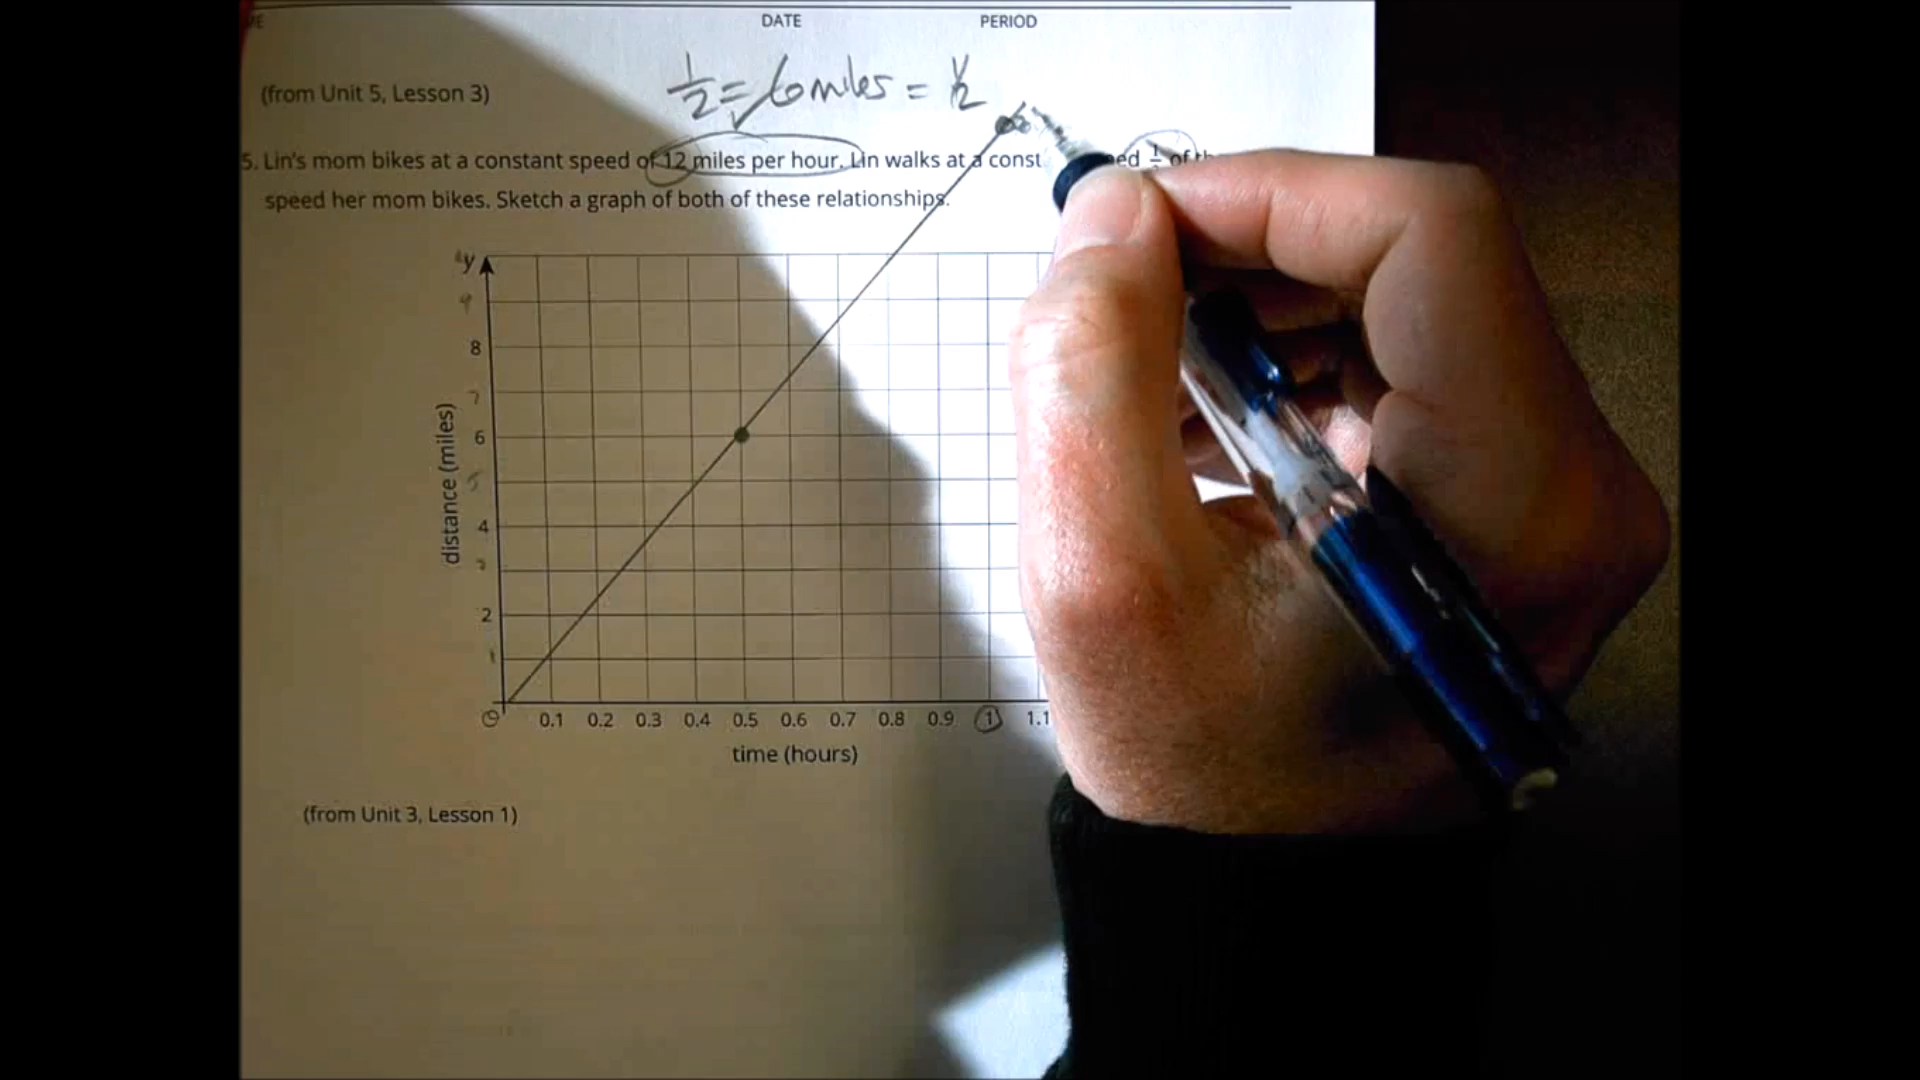 DATE PERIOD
(from Unit 5, Lesson 3)
1/2 = 6 miles = 1/2
5. Lin's mom bikes at a constant speed of 12 miles per hour. Lin walks at a const ed 1/ of th
speed her mom bikes. Sketch a graph of both of these relationships.
y
9
8
7
6
5
4
3
2
1
distance (miles)
0 0.1 0.2 0.3 0.4 0.5 0.6 0.7 0.8 0.9 1 1.1
time (hours)
(from Unit 3, Lesson 1)